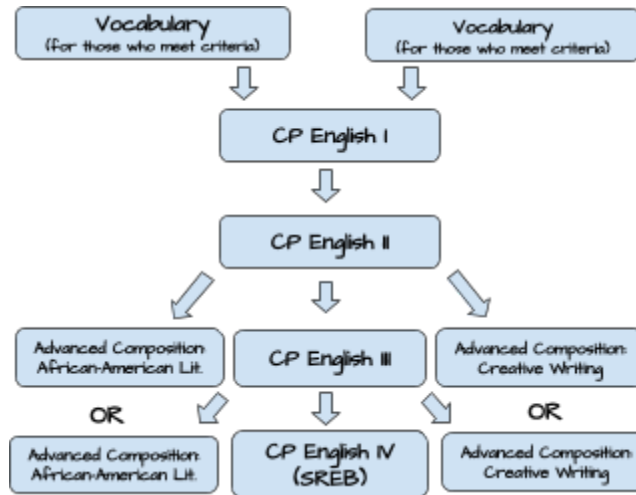 Vocabulary
(for those who meet criteria)
Vocabulary
(for those who meet criteria)
CP English I
CP English II
Advanced Composition:
African-American Lit.
CP English III
Advanced Composition:
Creative Writing
OR
OR
Advanced Composition:
African-American Lit.
CP English IV
(SREB)
Advanced Composition:
Creative Writing